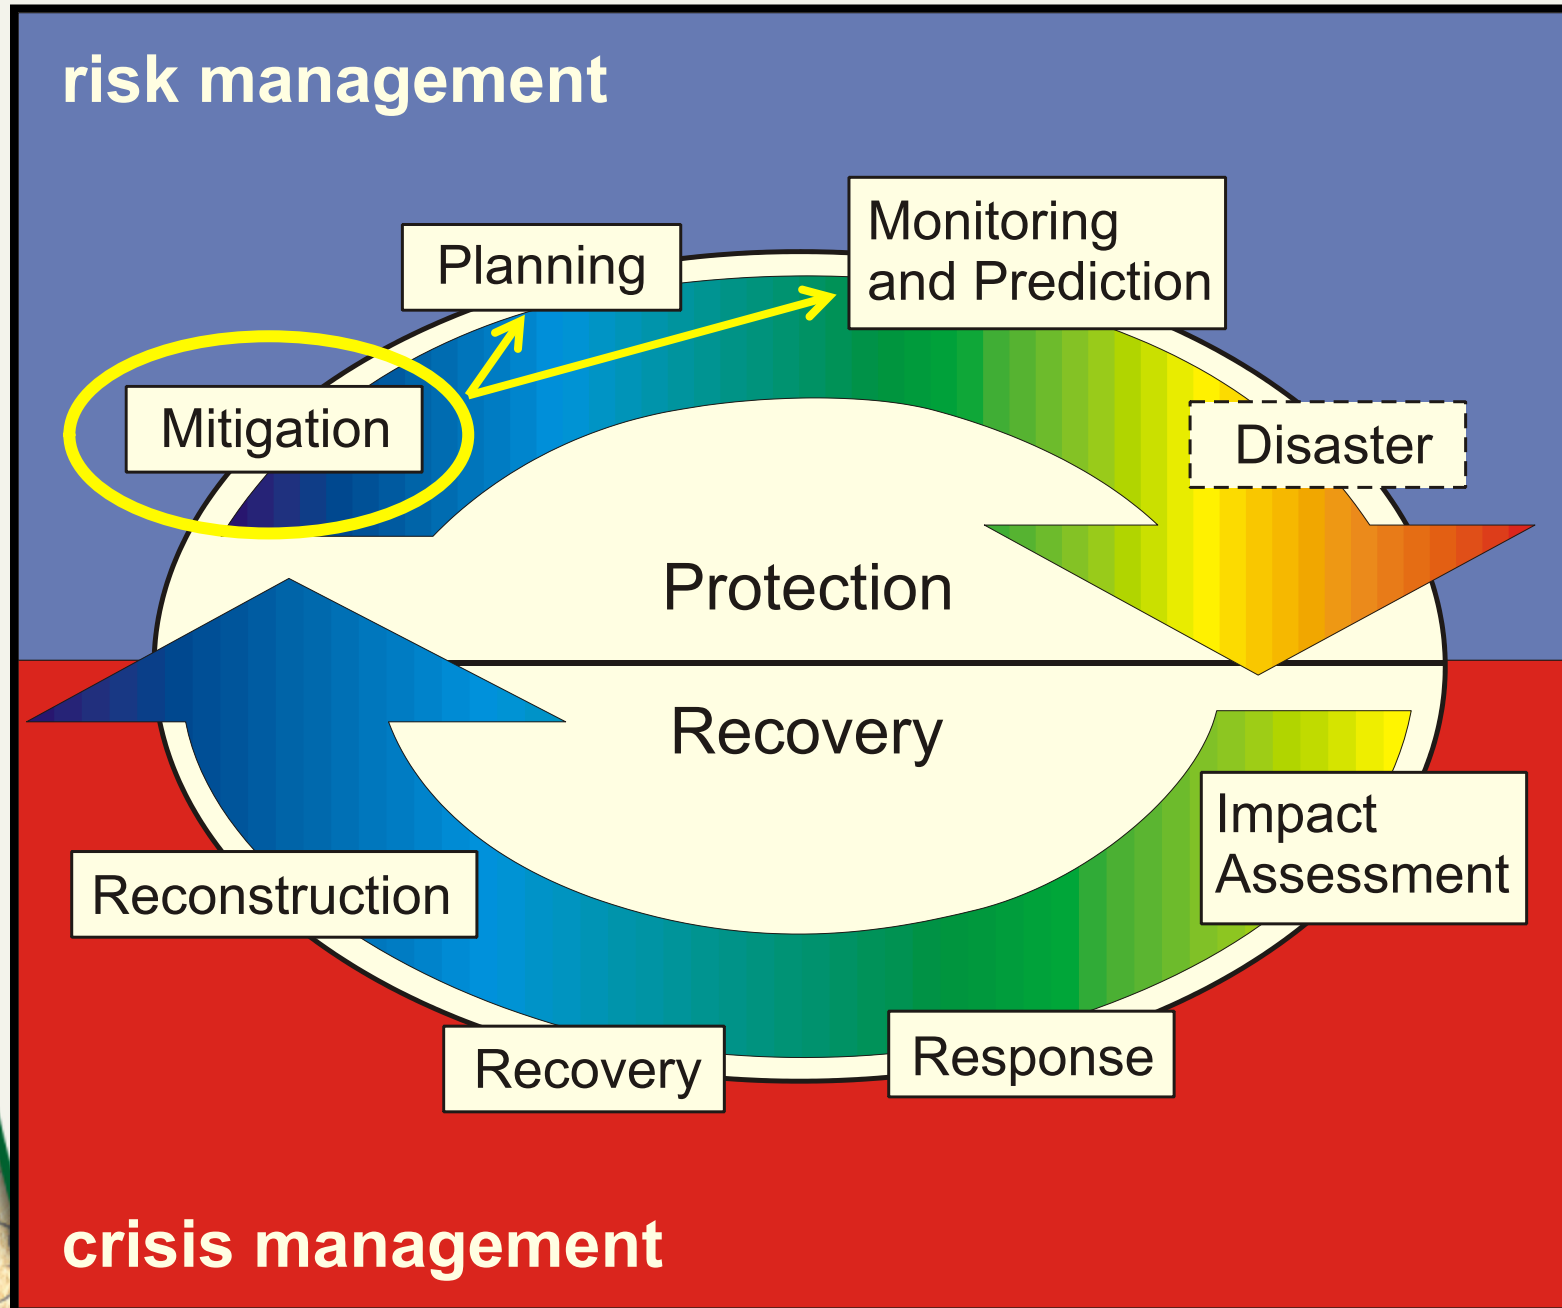 risk management
Planning
Monitoring
and Prediction
Mitigation
Disaster
Protection
Recovery
Impact
Assessment
Reconstruction
Recovery
Response
crisis management